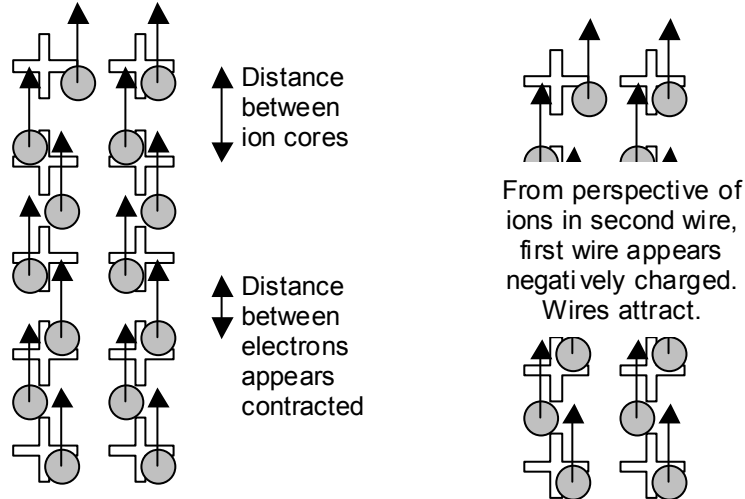 Distance
between
ion cores
Distance
between
electrons
appears
contracted
From perspective of
ions in second wire,
first wire appears
negatively charged.
Wires attract.